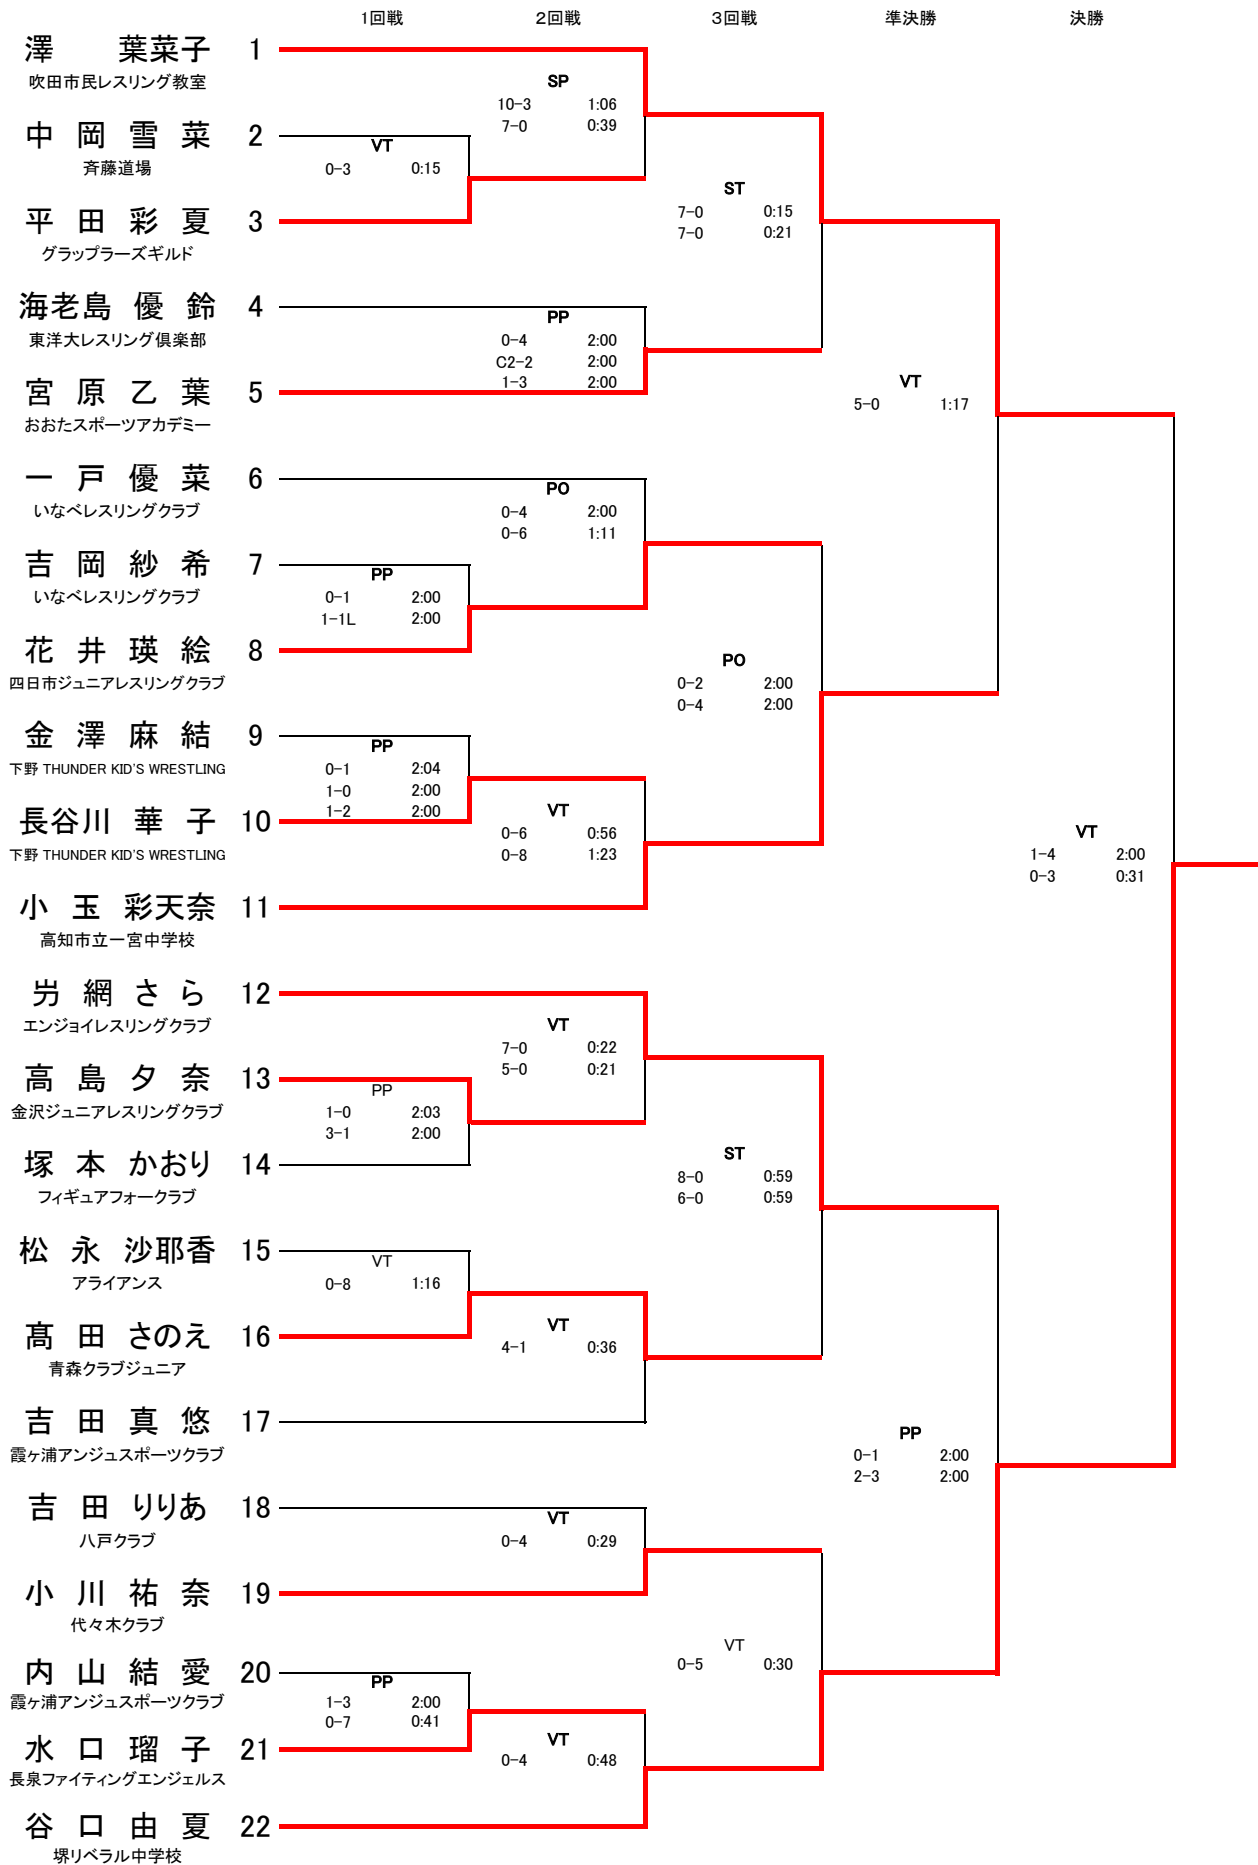 1回戦 2回戦 3回戦 準決勝 決勝
澤 葉菜子 1
吹田市民レスリング教室
SP
10-3 1:06
7-0 0:39
中岡雪菜 2
斉藤道場
VT
0-3 0:15
平田彩夏 3
グラップラーズギルド
ST
7-0 0:15
7-0 0:21
海老島 優鈴 4
東洋大レスリング倶楽部
PP
0-4 2:00
C2-2 2:00
1-3 2:00
宮原乙葉 5
おおたスポーツアカデミー
VT
5-0 1:17
一戸優菜 6
いなべレスリングクラブ
PO
0-4 2:00
0-6 1:11
吉岡紗希 7
いなべレスリングクラブ
PP
0-1 2:00
1-1L 2:00
花井瑛絵 8
四日市ジュニアレスリングクラブ
PO
0-2 2:00
0-4 2:00
金澤麻結 9
下野 THUNDER KID'S WRESTLING
PP
0-1 2:04
1-0 2:00
1-2 2:00
長谷川 華子 10
下野 THUNDER KID'S WRESTLING
VT
0-6 0:56
0-8 1:23
VT
1-4 2:00
0-3 0:31
小玉 彩天奈 11
高知市立一宮中学校
屶網さら 12
エンジョイレスリングクラブ
VT
7-0 0:22
5-0 0:21
高島夕奈 13
金沢ジュニアレスリングクラブ
PP
1-0 2:03
3-1 2:00
塚本 かおり 14
フィギュアフォークラブ
ST
8-0 0:59
6-0 0:59
松永 沙耶香 15
アライアンス
VT
0-8 1:16
髙田 さのえ 16
青森クラブジュニア
VT
4-1 0:36
吉田真悠 17
霞ヶ浦アンジュスポーツクラブ
PP
0-1 2:00
2-3 2:00
吉田 りりあ 18
八戸クラブ
VT
0-4 0:29
小川祐奈 19
代々木クラブ
VT
0-5 0:30
内山結愛 20
霞ヶ浦アンジュスポーツクラブ
PP
1-3 2:00
0-7 0:41
水口瑠子 21
長泉ファイティングエンジェルス
VT
0-4 0:48
谷口由夏 22
堺リベラル中学校